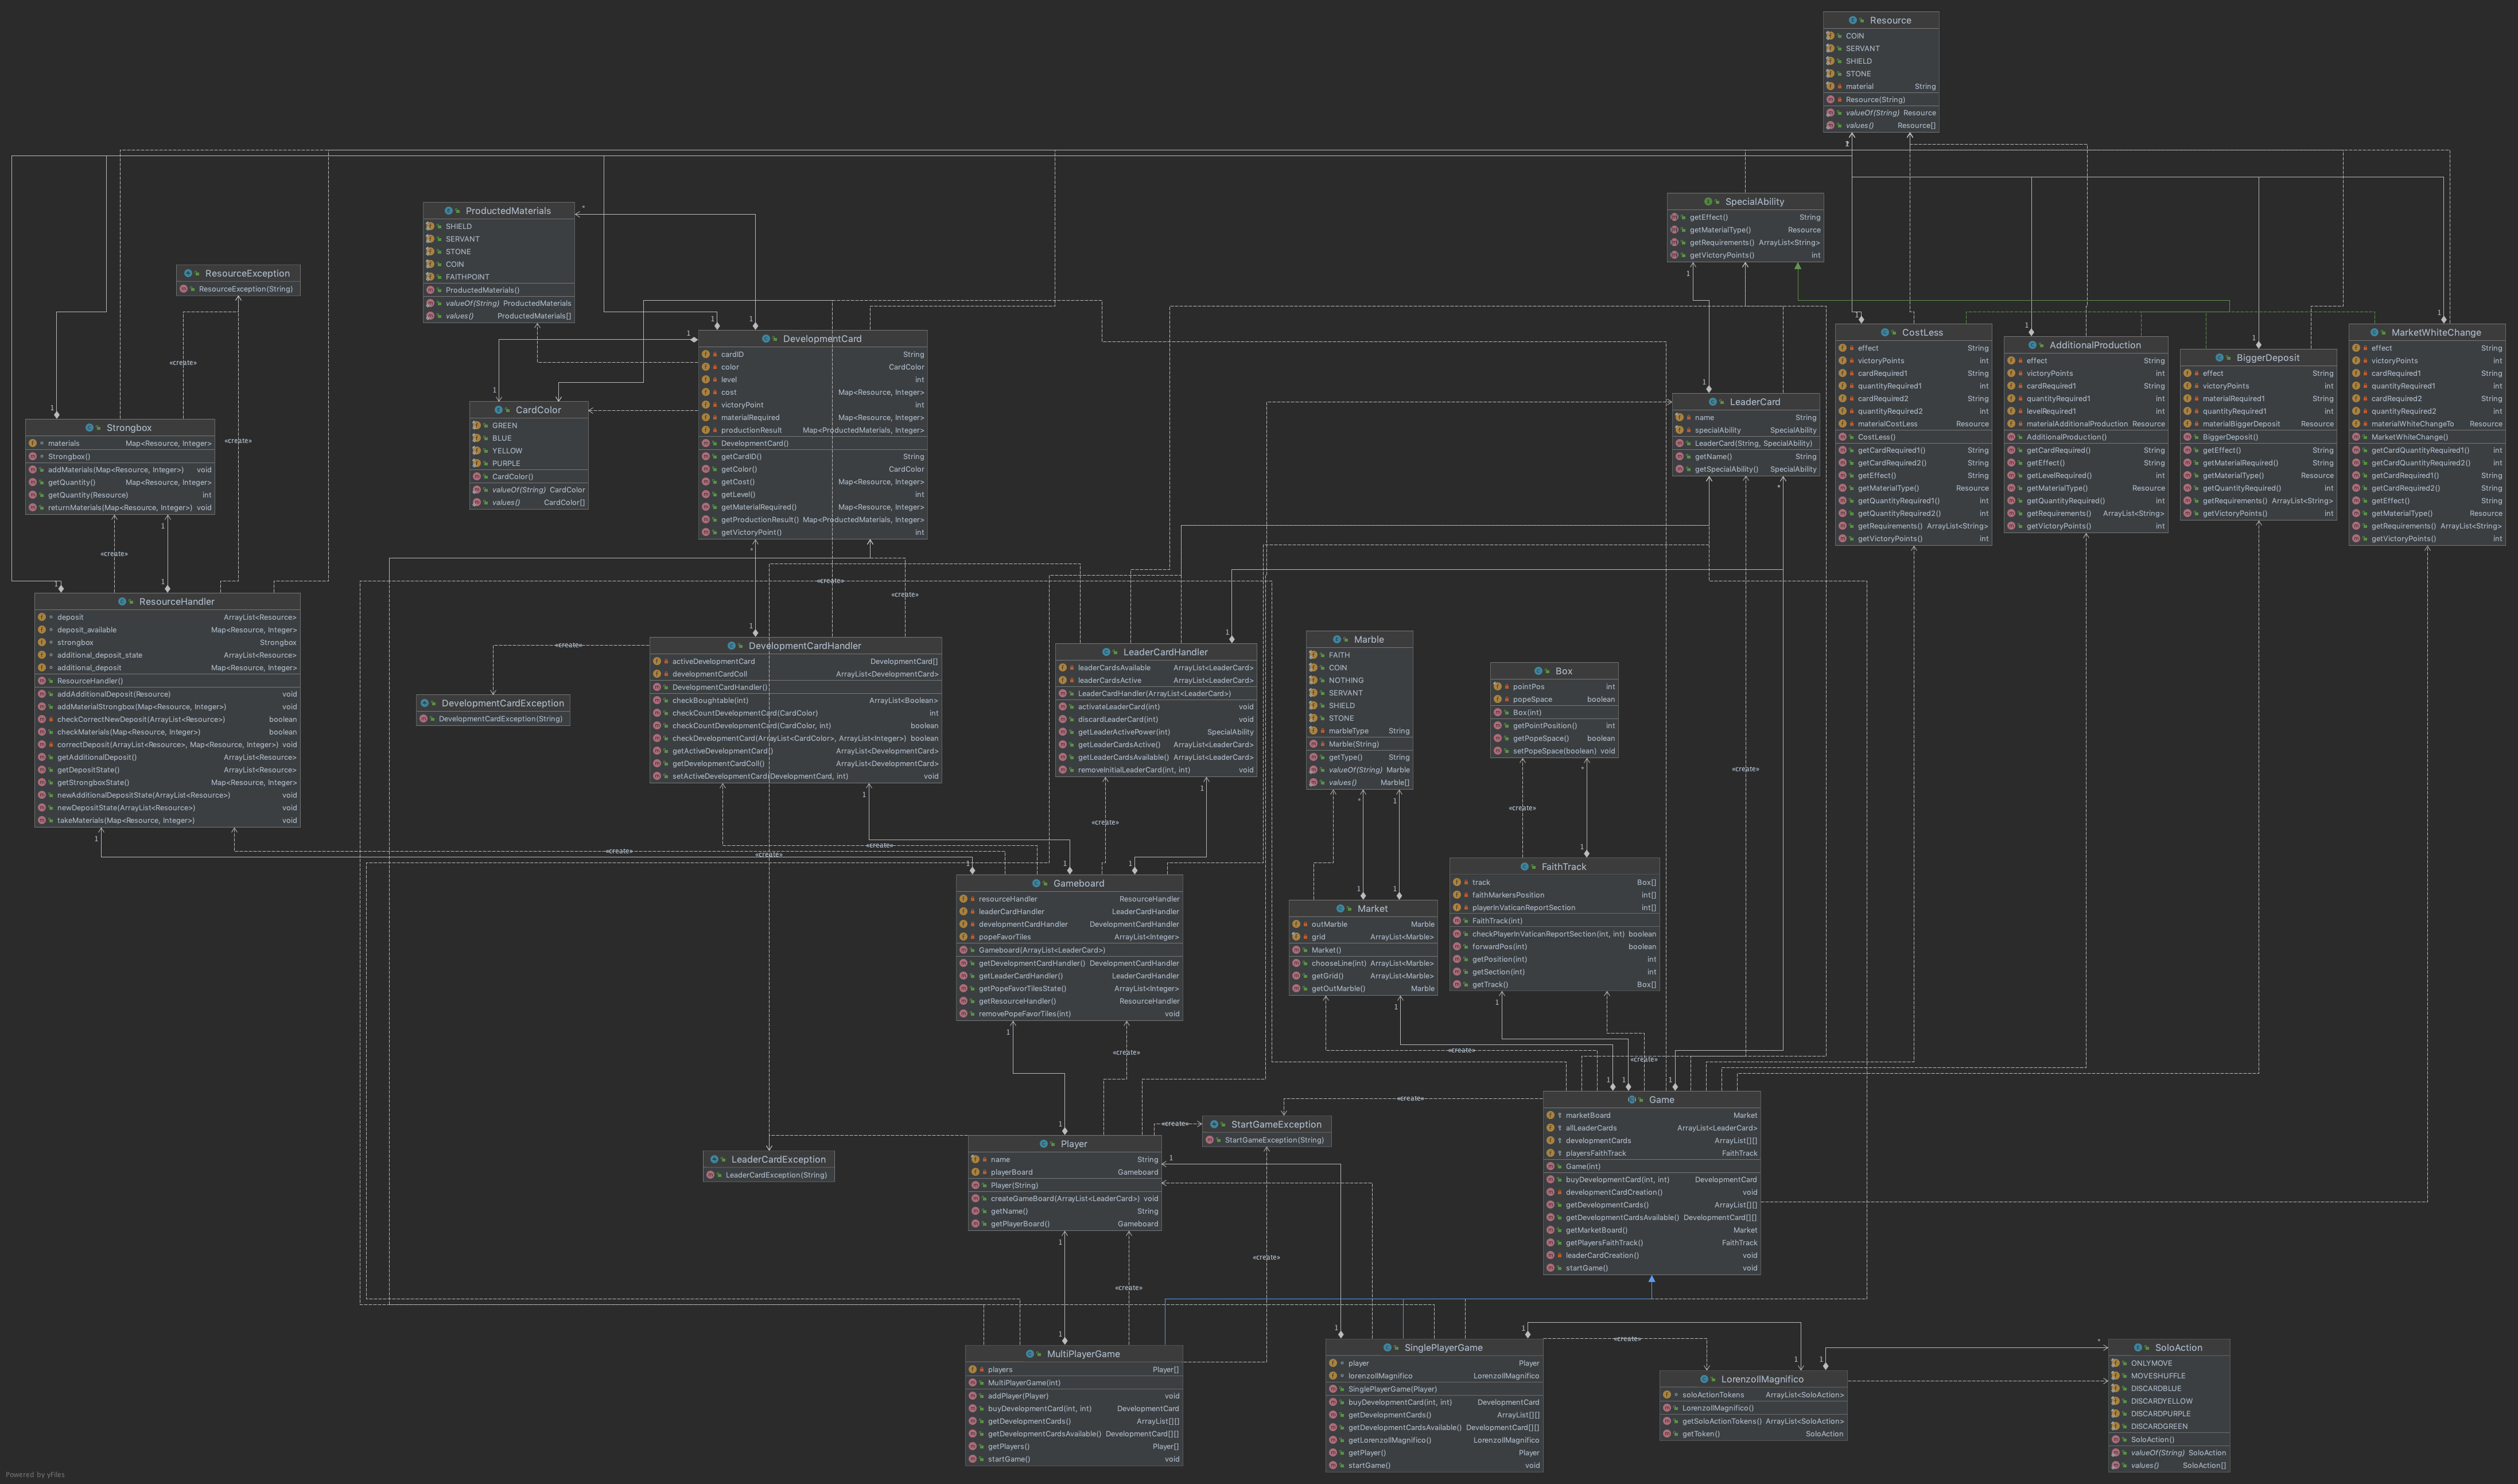 Resource
COIN
SERVANT
SHIELD
STONE
material String
Resource(String)
valueOf(String) Resource
values() Resource[]
ProductedMaterials
SHIELD
SERVANT
STONE
COIN
FAITHPOINT
ProductedMaterials()
valueOf(String) ProductedMaterials
values() ProductedMaterials[]
SpecialAbility
getEffect() String
getMaterialType() Resource
getRequirements() ArrayList<String>
getVictoryPoints() int
ResourceException
ResourceException(String)
DevelopmentCard
cardID String
color CardColor
level int
cost Map<Resource, Integer>
victoryPoint int
materialRequired Map<Resource, Integer>
productionResult Map<ProductedMaterials, Integer>
DevelopmentCard()
getCardID() String
getColor() CardColor
getCost() Map<Resource, Integer>
getLevel() int
getMaterialRequired() Map<Resource, Integer>
getProductionResult() Map<ProductedMaterials, Integer>
getVictoryPoint() int
CardColor
GREEN
BLUE
YELLOW
PURPLE
CardColor()
valueOf(String) CardColor
values() CardColor[]
LeaderCard
name String
specialAbility SpecialAbility
LeaderCard(String, SpecialAbility)
getName() String
getSpecialAbility() SpecialAbility
CostLess
effect String
victoryPoints int
cardRequired1 String
quantityRequired1 int
cardRequired2 String
quantityRequired2 int
materialCostLess Resource
CostLess()
getCardRequired1() String
getCardRequired2() String
getEffect() String
getMaterialType() Resource
getQuantityRequired1() int
getQuantityRequired2() int
getRequirements() ArrayList<String>
getVictoryPoints() int
AdditionalProduction
effect String
victoryPoints int
cardRequired1 String
quantityRequired1 int
levelRequired1 int
materialAdditionalProduction Resource
AdditionalProduction()
getCardRequired() String
getEffect() String
getLevelRequired() int
getMaterialType() Resource
getQuantityRequired() int
getRequirements() ArrayList<String>
getVictoryPoints() int
BiggerDeposit
effect String
victoryPoints int
materialRequired1 String
quantityRequired1 int
materialBiggerDeposit Resource
BiggerDeposit()
getEffect() String
getMaterialRequired() String
getMaterialType() Resource
getQuantityRequired() int
getRequirements() ArrayList<String>
getVictoryPoints() int
MarketWhiteChange
effect String
victoryPoints int
cardRequired1 String
quantityRequired1 int
cardRequired2 String
quantityRequired2 int
materialWhiteChangeTo Resource
MarketWhiteChange()
getCardQuantityRequired1() int
getCardQuantityRequired2() int
getCardRequired1() String
getCardRequired2() String
getEffect() String
getMaterialType() Resource
getRequirements() ArrayList<String>
getVictoryPoints() int
«create»
«create»
Strongbox
materials Map<Resource, Integer>
Strongbox()
addMaterials(Map<Resource, Integer>) void
getQuantity() Map<Resource, Integer>
getQuantity(Resource) int
returnMaterials(Map<Resource, Integer>) void
«create»
«create»
«create»
ResourceHandler
deposit ArrayList<Resource>
deposit_available Map<Resource, Integer>
strongbox Strongbox
additional_deposit_state ArrayList<Resource>
additional_deposit Map<Resource, Integer>
ResourceHandler()
addAdditionalDeposit(Resource) void
addMaterialStrongbox(Map<Resource, Integer>) void
checkCorrectNewDeposit(ArrayList<Resource>) boolean
checkMaterials(Map<Resource, Integer>) boolean
correctDeposit(ArrayList<Resource>, Map<Resource, Integer>) void
getAdditionalDeposit() ArrayList<Resource>
getDepositState() ArrayList<Resource>
getStrongboxState() Map<Resource, Integer>
newAdditionalDepositState(ArrayList<Resource>) void
newDepositState(ArrayList<Resource>) void
takeMaterials(Map<Resource, Integer>) void
«create»
DevelopmentCardException
DevelopmentCardException(String)
DevelopmentCardHandler
activeDevelopmentCard DevelopmentCard[]
developmentCardColl ArrayList<DevelopmentCard>
DevelopmentCardHandler()
checkBoughtable(int) ArrayList<Boolean>
checkCountDevelopmentCard(CardColor) int
checkCountDevelopmentCard(CardColor, int) boolean
checkDevelopmentCard(ArrayList<CardColor>, ArrayList<Integer>) boolean
getActiveDevelopmentCard() ArrayList<DevelopmentCard>
getDevelopmentCardColl() ArrayList<DevelopmentCard>
setActiveDevelopmentCard(DevelopmentCard, int) void
LeaderCardHandler
leaderCardsAvailable ArrayList<LeaderCard>
leaderCardsActive ArrayList<LeaderCard>
LeaderCardHandler(ArrayList<LeaderCard>)
activateLeaderCard(int) void
discardLeaderCard(int) void
getLeaderActivePower(int) SpecialAbility
getLeaderCardsActive() ArrayList<LeaderCard>
getLeaderCardsAvailable() ArrayList<LeaderCard>
removeInitialLeaderCard(int, int) void
Marble
FAITH
COIN
NOTHING
SERVANT
SHIELD
STONE
marbleType String
Marble(String)
getType() String
valueOf(String) Marble
values() Marble[]
Box
pointPos int
popeSpace boolean
Box(int)
getPointPosition() int
getPopeSpace() boolean
setPopeSpace(boolean) void
«create»
«create»
«create»
«create»
«create»
«create»
Gameboard
resourceHandler ResourceHandler
leaderCardHandler LeaderCardHandler
developmentCardHandler DevelopmentCardHandler
popeFavorTiles ArrayList<Integer>
Gameboard(ArrayList<LeaderCard>)
getDevelopmentCardHandler() DevelopmentCardHandler
getLeaderCardHandler() LeaderCardHandler
getPopeFavorTilesState() ArrayList<Integer>
getResourceHandler() ResourceHandler
removePopeFavorTiles(int) void
Market
outMarble Marble
grid ArrayList<Marble>
Market()
chooseLine(int) ArrayList<Marble>
getGrid() ArrayList<Marble>
getOutMarble() Marble
FaithTrack
track Box[]
faithMarkersPosition int[]
playerInVaticanReportSection int[]
FaithTrack(int)
checkPlayerInVaticanReportSection(int, int) boolean
forwardPos(int) boolean
getPosition(int) int
getSection(int) int
getTrack() Box[]
«create»
«create»
«create»
«create»
«create»
StartGameException
StartGameException(String)
Game
marketBoard Market
allLeaderCards ArrayList<LeaderCard>
developmentCards ArrayList[][]
playersFaithTrack FaithTrack
Game(int)
buyDevelopmentCard(int, int) DevelopmentCard
developmentCardCreation() void
getDevelopmentCards() ArrayList[][]
getDevelopmentCardsAvailable() DevelopmentCard[][]
getMarketBoard() Market
getPlayersFaithTrack() FaithTrack
leaderCardCreation() void
startGame() void
LeaderCardException
LeaderCardException(String)
Player
name String
playerBoard Gameboard
Player(String)
createGameBoard(ArrayList<LeaderCard>) void
getName() String
getPlayerBoard() Gameboard
«create»
«create»
MultiPlayerGame
players Player[]
MultiPlayerGame(int)
addPlayer(Player) void
buyDevelopmentCard(int, int) DevelopmentCard
getDevelopmentCards() ArrayList[][]
getDevelopmentCardsAvailable() DevelopmentCard[][]
getPlayers() Player[]
startGame() void
SinglePlayerGame
player Player
lorenzoIlMagnifico LorenzoIlMagnifico
SinglePlayerGame(Player)
buyDevelopmentCard(int, int) DevelopmentCard
getDevelopmentCards() ArrayList[][]
getDevelopmentCardsAvailable() DevelopmentCard[][]
getLorenzoIlMagnifico() LorenzoIlMagnifico
getPlayer() Player
startGame() void
«create»
LorenzoIlMagnifico
soloActionTokens ArrayList<SoloAction>
LorenzoIlMagnifico()
getSoloActionTokens() ArrayList<SoloAction>
getToken() SoloAction
SoloAction
ONLYMOVE
MOVESHUFFLE
DISCARDBLUE
DISCARDYELLOW
DISCARDPURPLE
DISCARDGREEN
SoloAction()
valueOf(String) SoloAction
values() SoloAction[]
Powered by yFiles